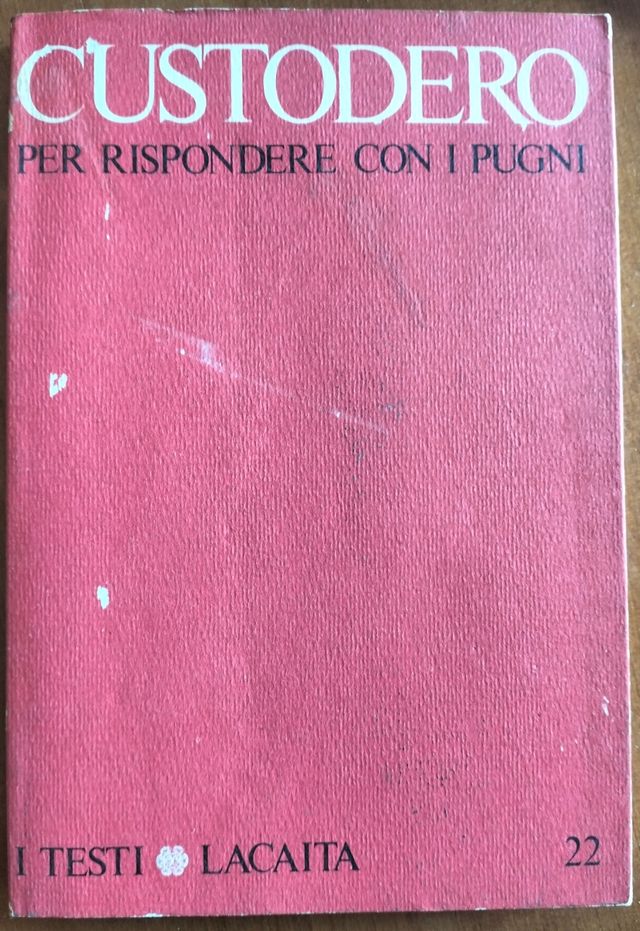 CUSTODERO
PER RISPONDERE CON I PUGNI
I TESTI LACAITA 22